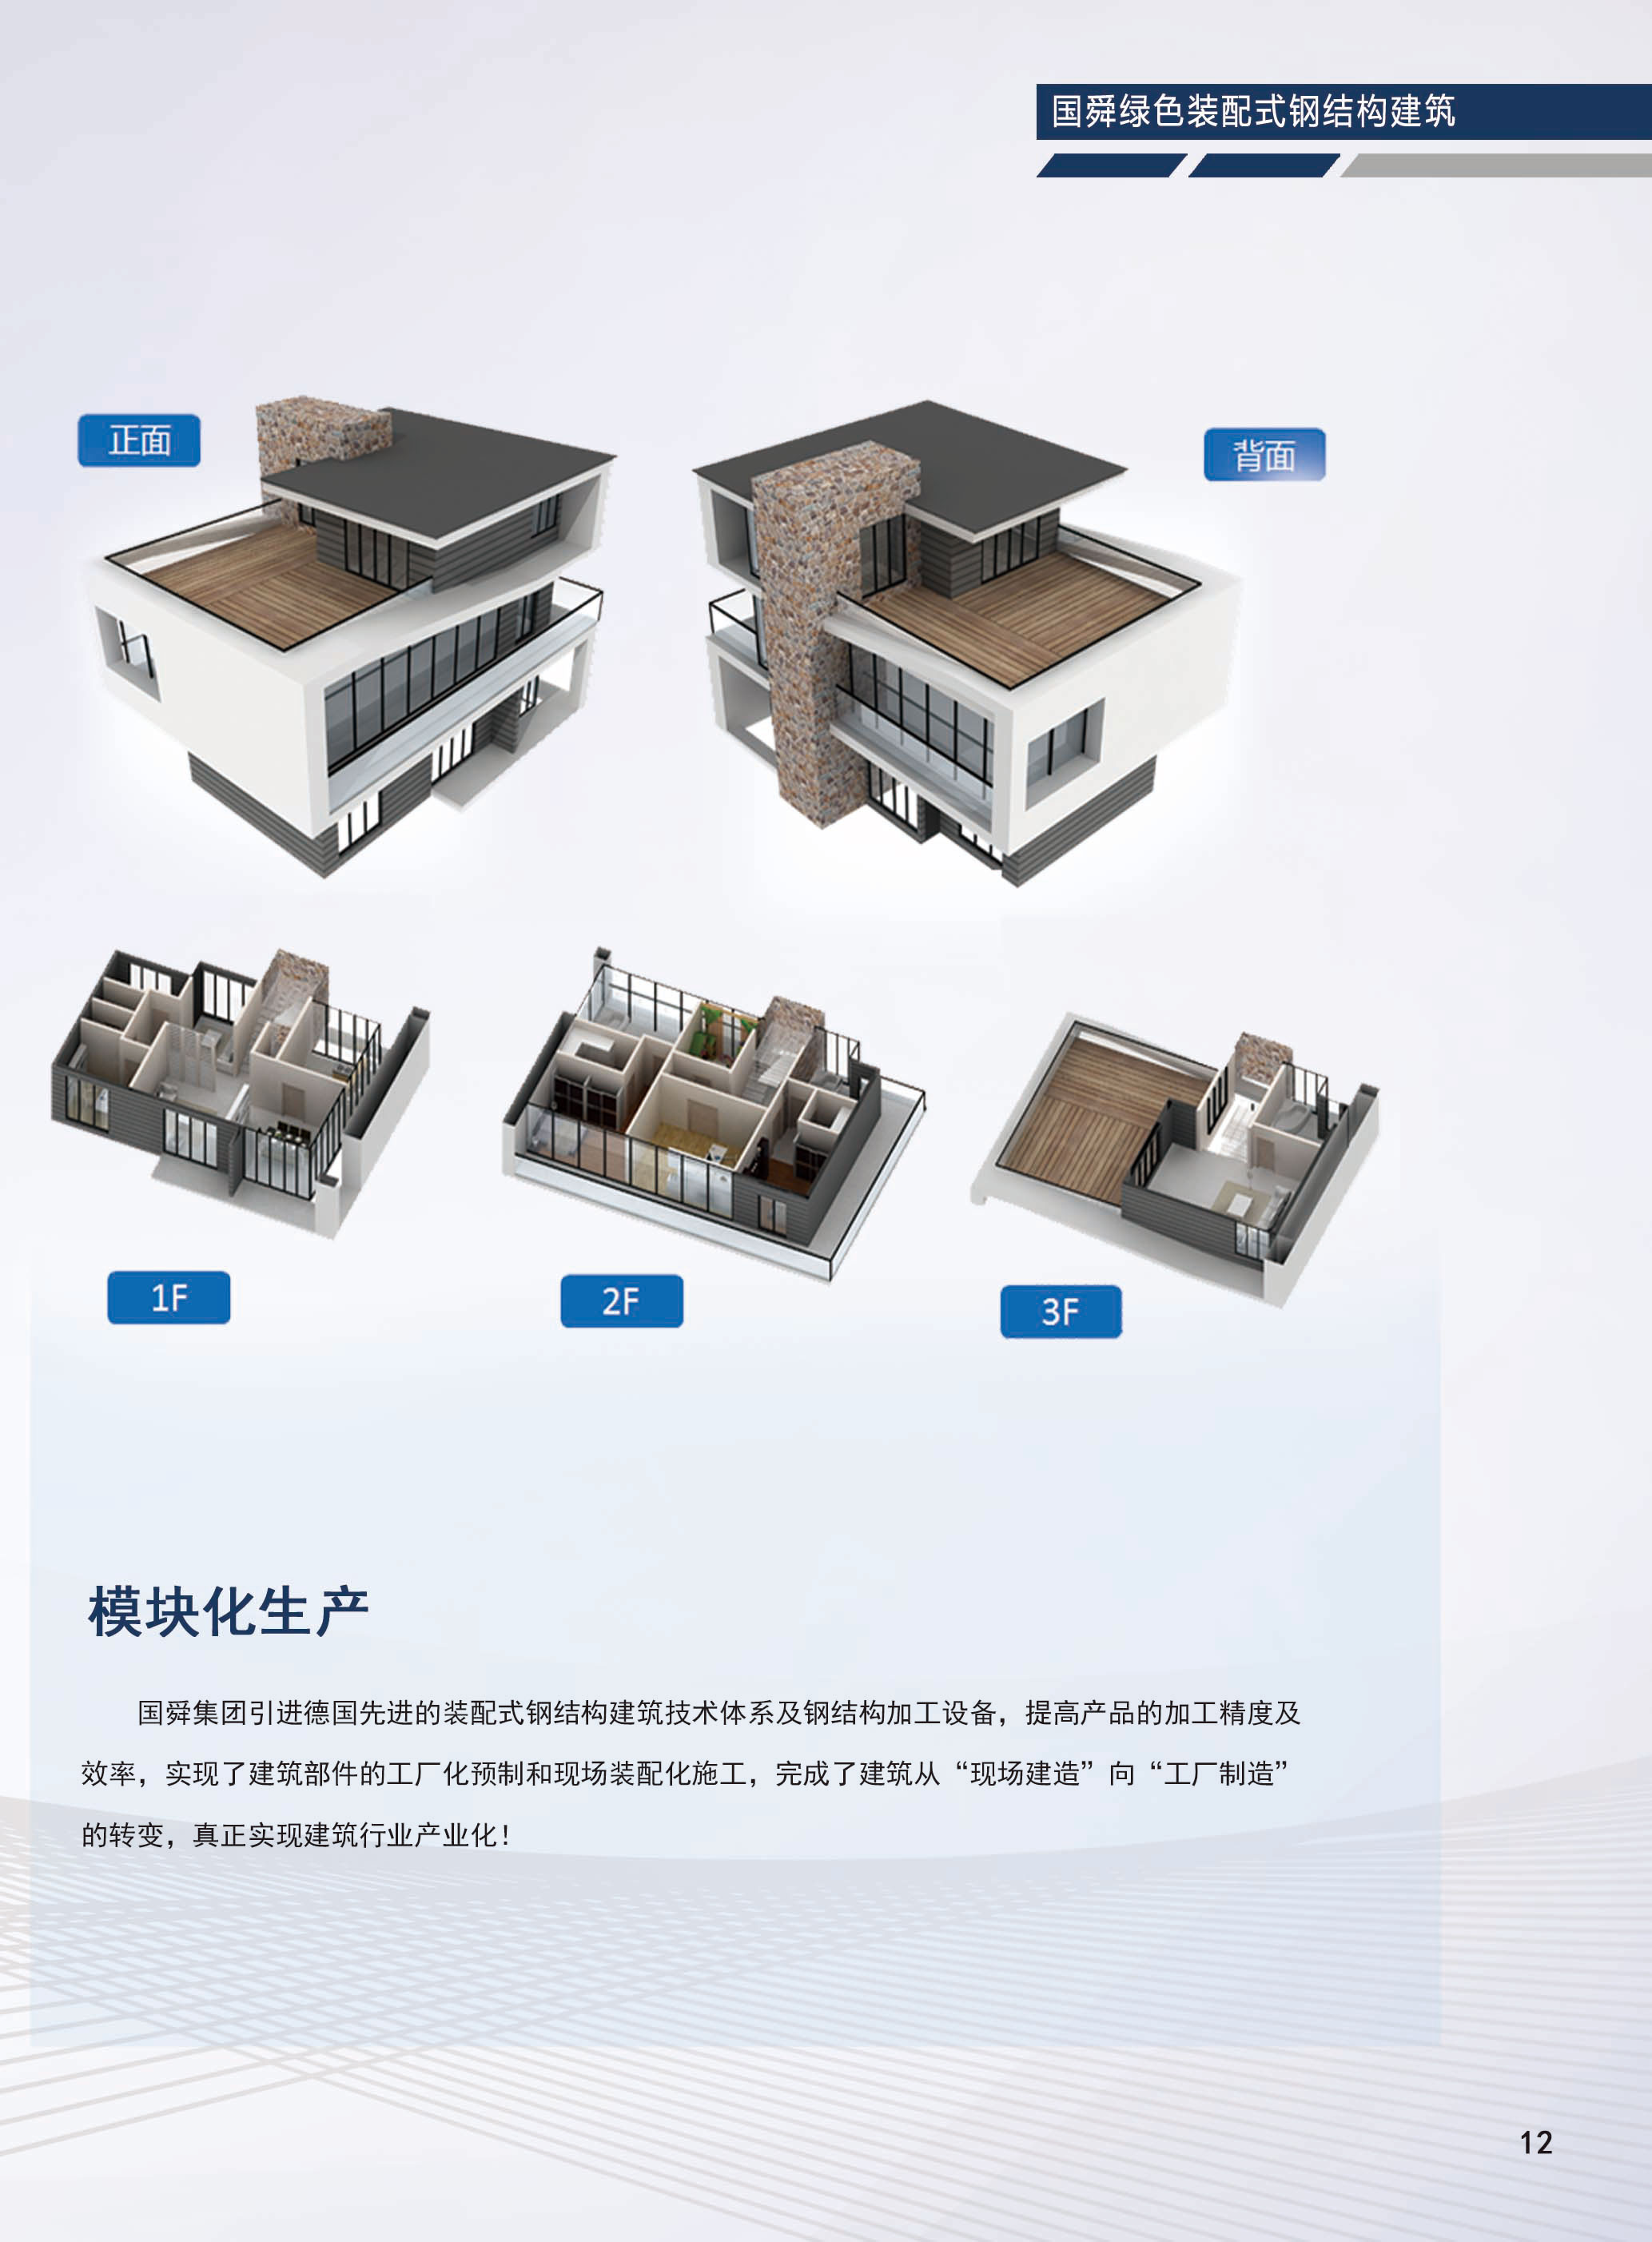 国舜绿色装配式钢结构建筑
正面
背面
1F
2F
3F
模块化生产
国舜集团引进德国先进的装配式钢结构建筑技术体系及钢结构加工设备，提高产品的加工精度及
效率，实现了建筑部件的工厂化预制和现场装配化施工，完成了建筑从“现场建造”向“工厂制造”
的转变，真正实现建筑行业产业化！
12